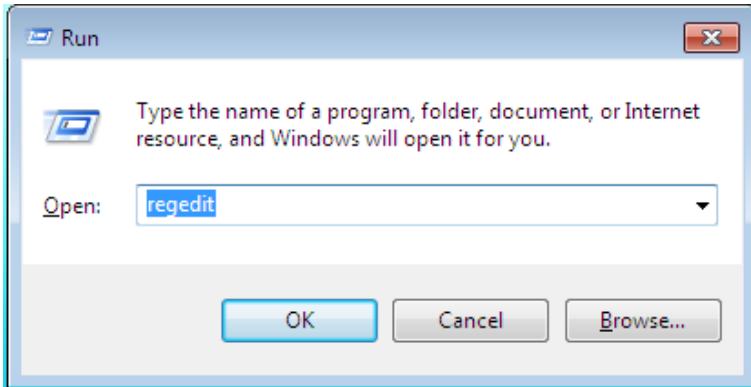 Run
Type the name of a program, folder, document, or Internet
resource, and Windows will open it for you.
Open: regedit
OK Cancel Browse...